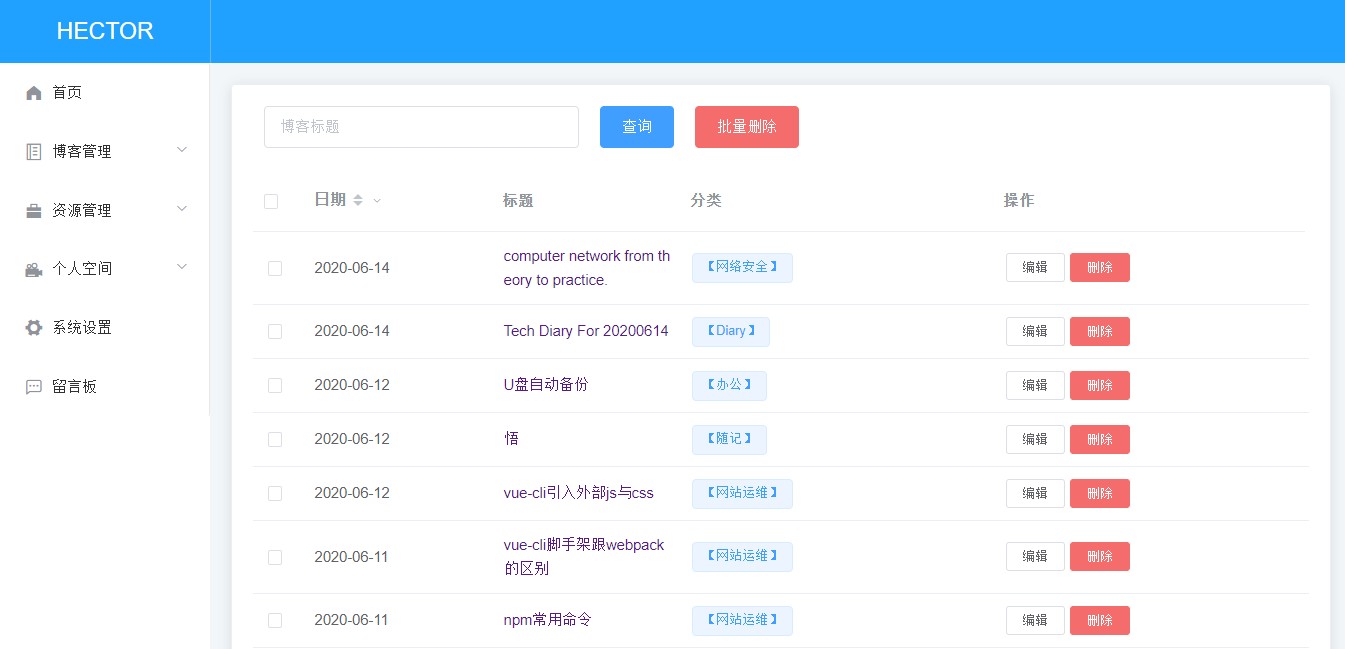 HECTOR
首页
博客管理
资源管理
个人空间
系统设置
留言板
博客标题 查询 批量删除
日期 标题 分类 操作
2020-06-14 computer network from th
eory to practice. 【网络安全】 编辑 删除
2020-06-14 Tech Diary For 20200614 【Diary】 编辑 删除
2020-06-12 U盘自动备份 【办公】 编辑 删除
2020-06-12 悟 【随记】 编辑 删除
2020-06-12 vue-cli引入外部js与css 【网站运维】 编辑 删除
2020-06-11 vue-cli脚手架跟webpack
的区别 【网站运维】 编辑 删除
2020-06-11 npm常用命令 【网站运维】 编辑 删除